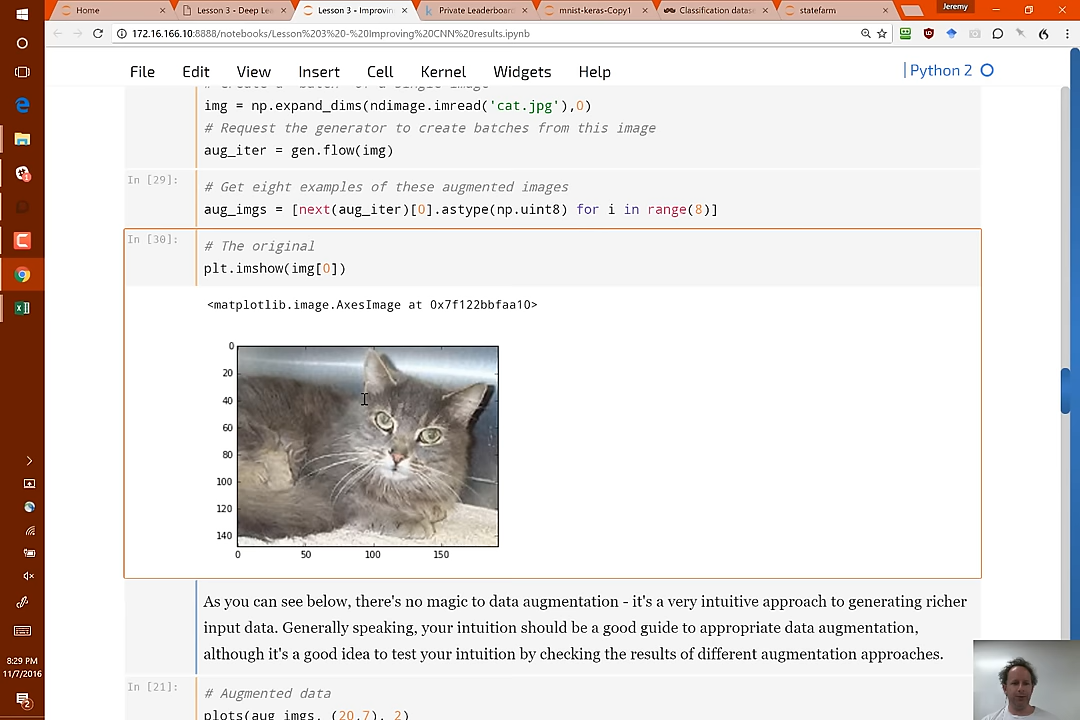 Home
Lesson 3 - Deep Le
Lesson 3 - Improvin
Private Leaderboard
mnist-keras-Copy1
Classification datase
statefarm
Jeremy
172.16.166.10:8888/notebooks/Lesson%203%20-%20Improving%20CNN%20results.ipynb
File Edit View Insert Cell Kernel Widgets Help
Python 2
img = np.expand_dims(ndimage.imread('cat.jpg'),0)
# Request the generator to create batches from this image
aug_iter = gen.flow(img)
In [29]:
# Get eight examples of these augmented images
aug_imgs = [next(aug_iter)[0].astype(np.uint8) for i in range(8)]
In [30]:
# The original
plt.imshow(img[0])
<matplotlib.image.AxesImage at 0x7f122bbfaa10>
0
20
40
60
80
100
120
140
0 50 100 150
As you can see below, there's no magic to data augmentation - it's a very intuitive approach to generating richer
input data. Generally speaking, your intuition should be a good guide to appropriate data augmentation,
although it's a good idea to test your intuition by checking the results of different augmentation approaches.
In [21]:
# Augmented data
plots(aug_imgs, (20,7), 2)
8:29 PM
11/7/2016